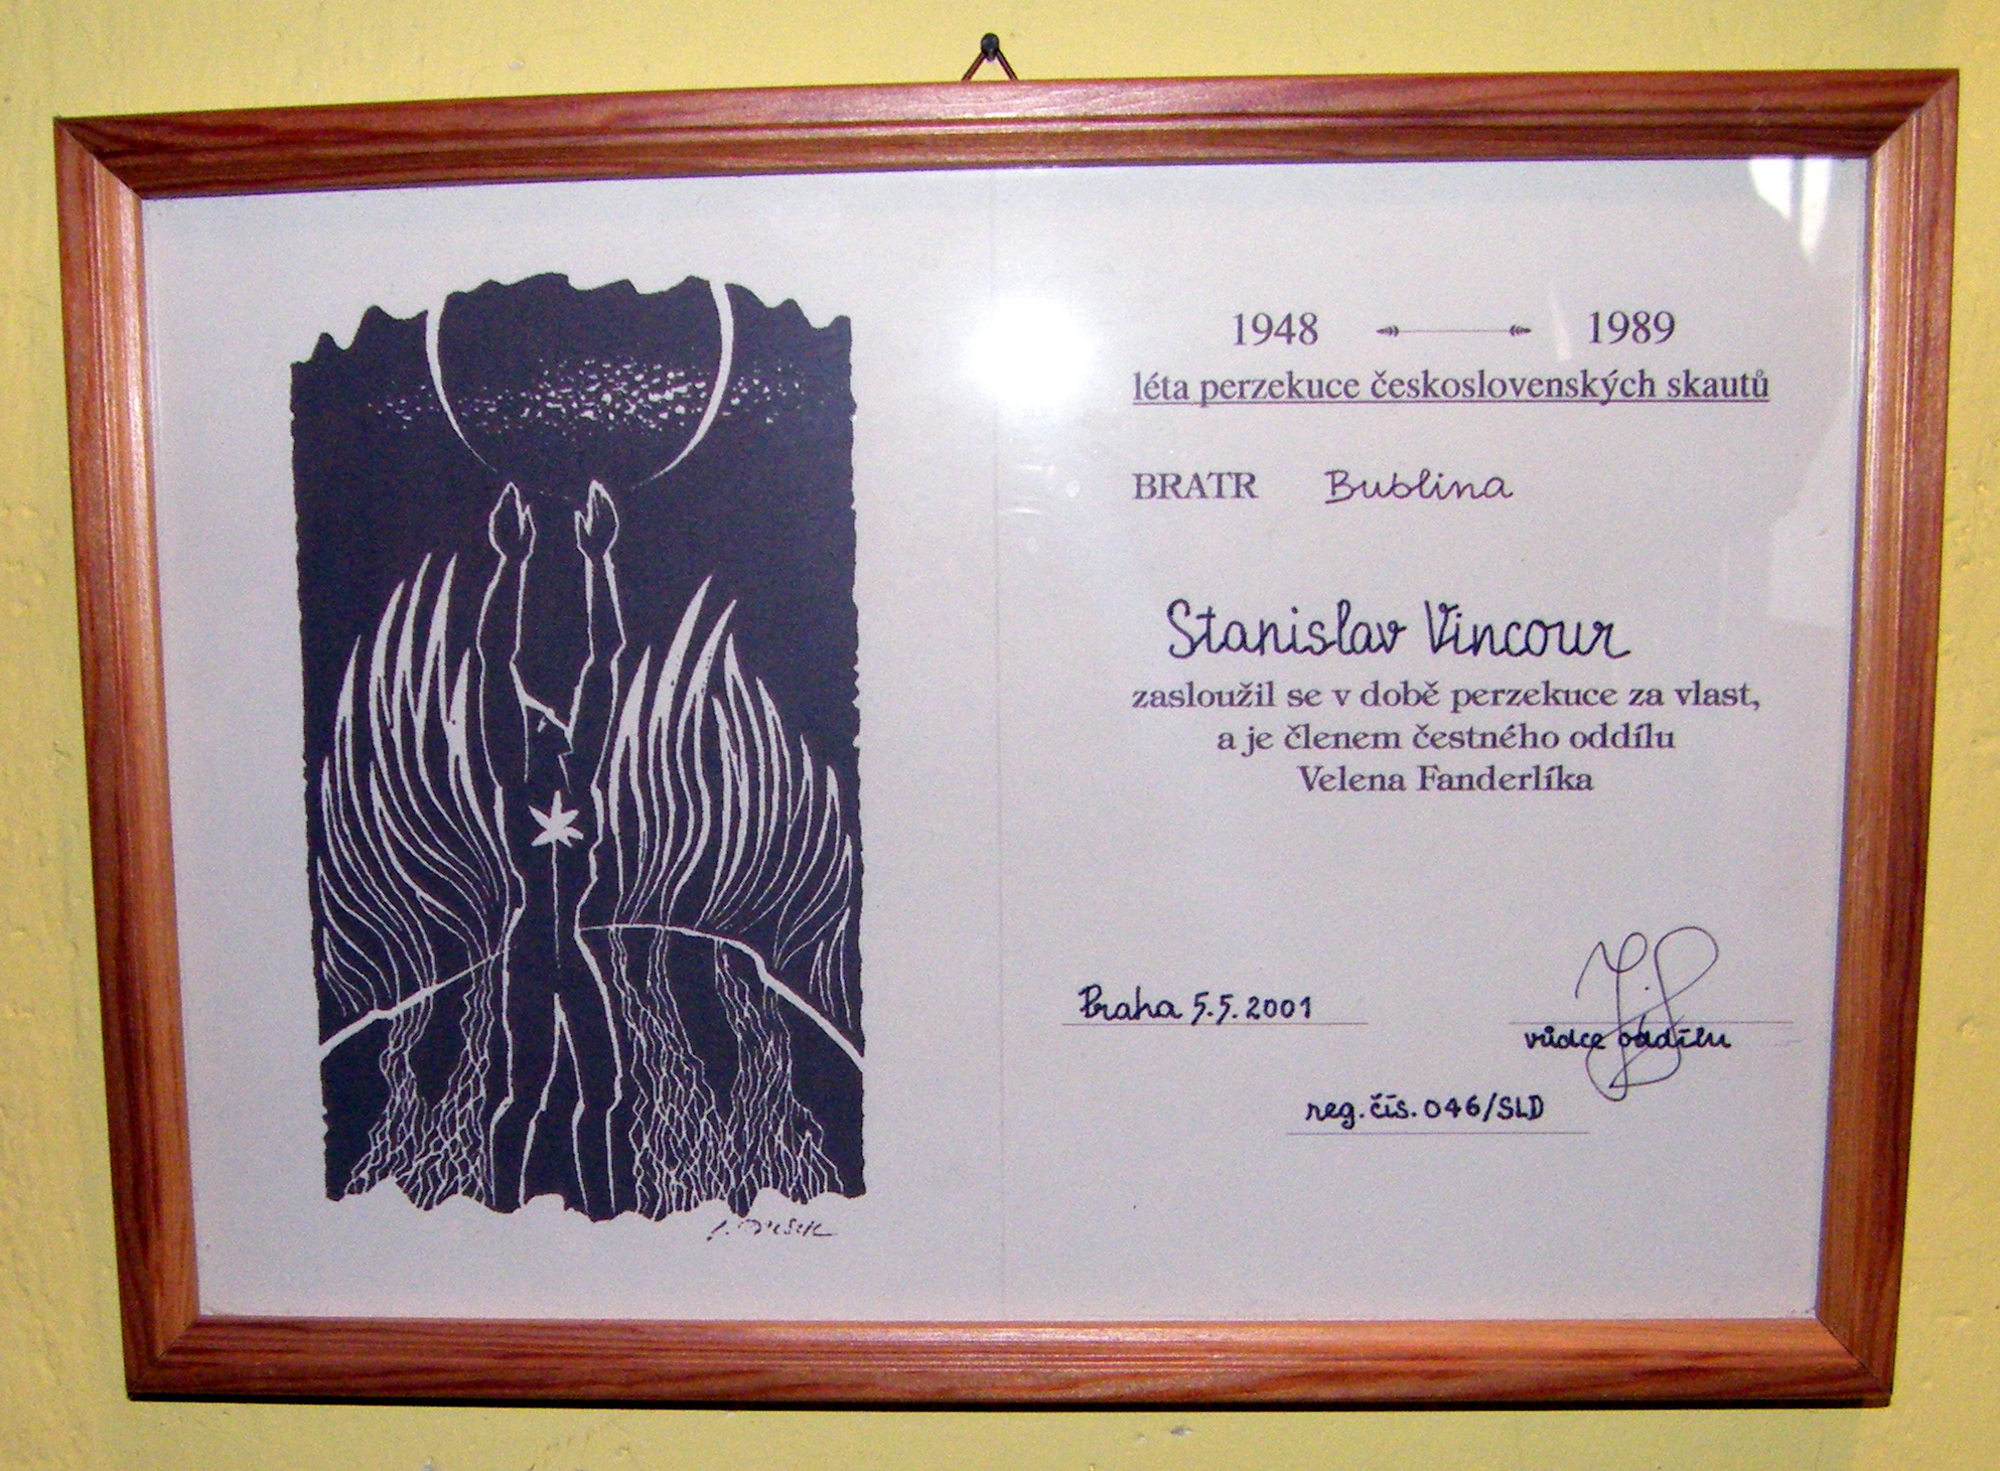 1948 1989
léta perzekuce československých skautů
BRATR Bublina
Stanislav Vincour
zasloužil se v době perzekuce za vlast,
a je členem čestného oddílu
Velena Fanderlíka
Praha 5.5.2001
vůdce oddílu
reg. čís. 046/SLD